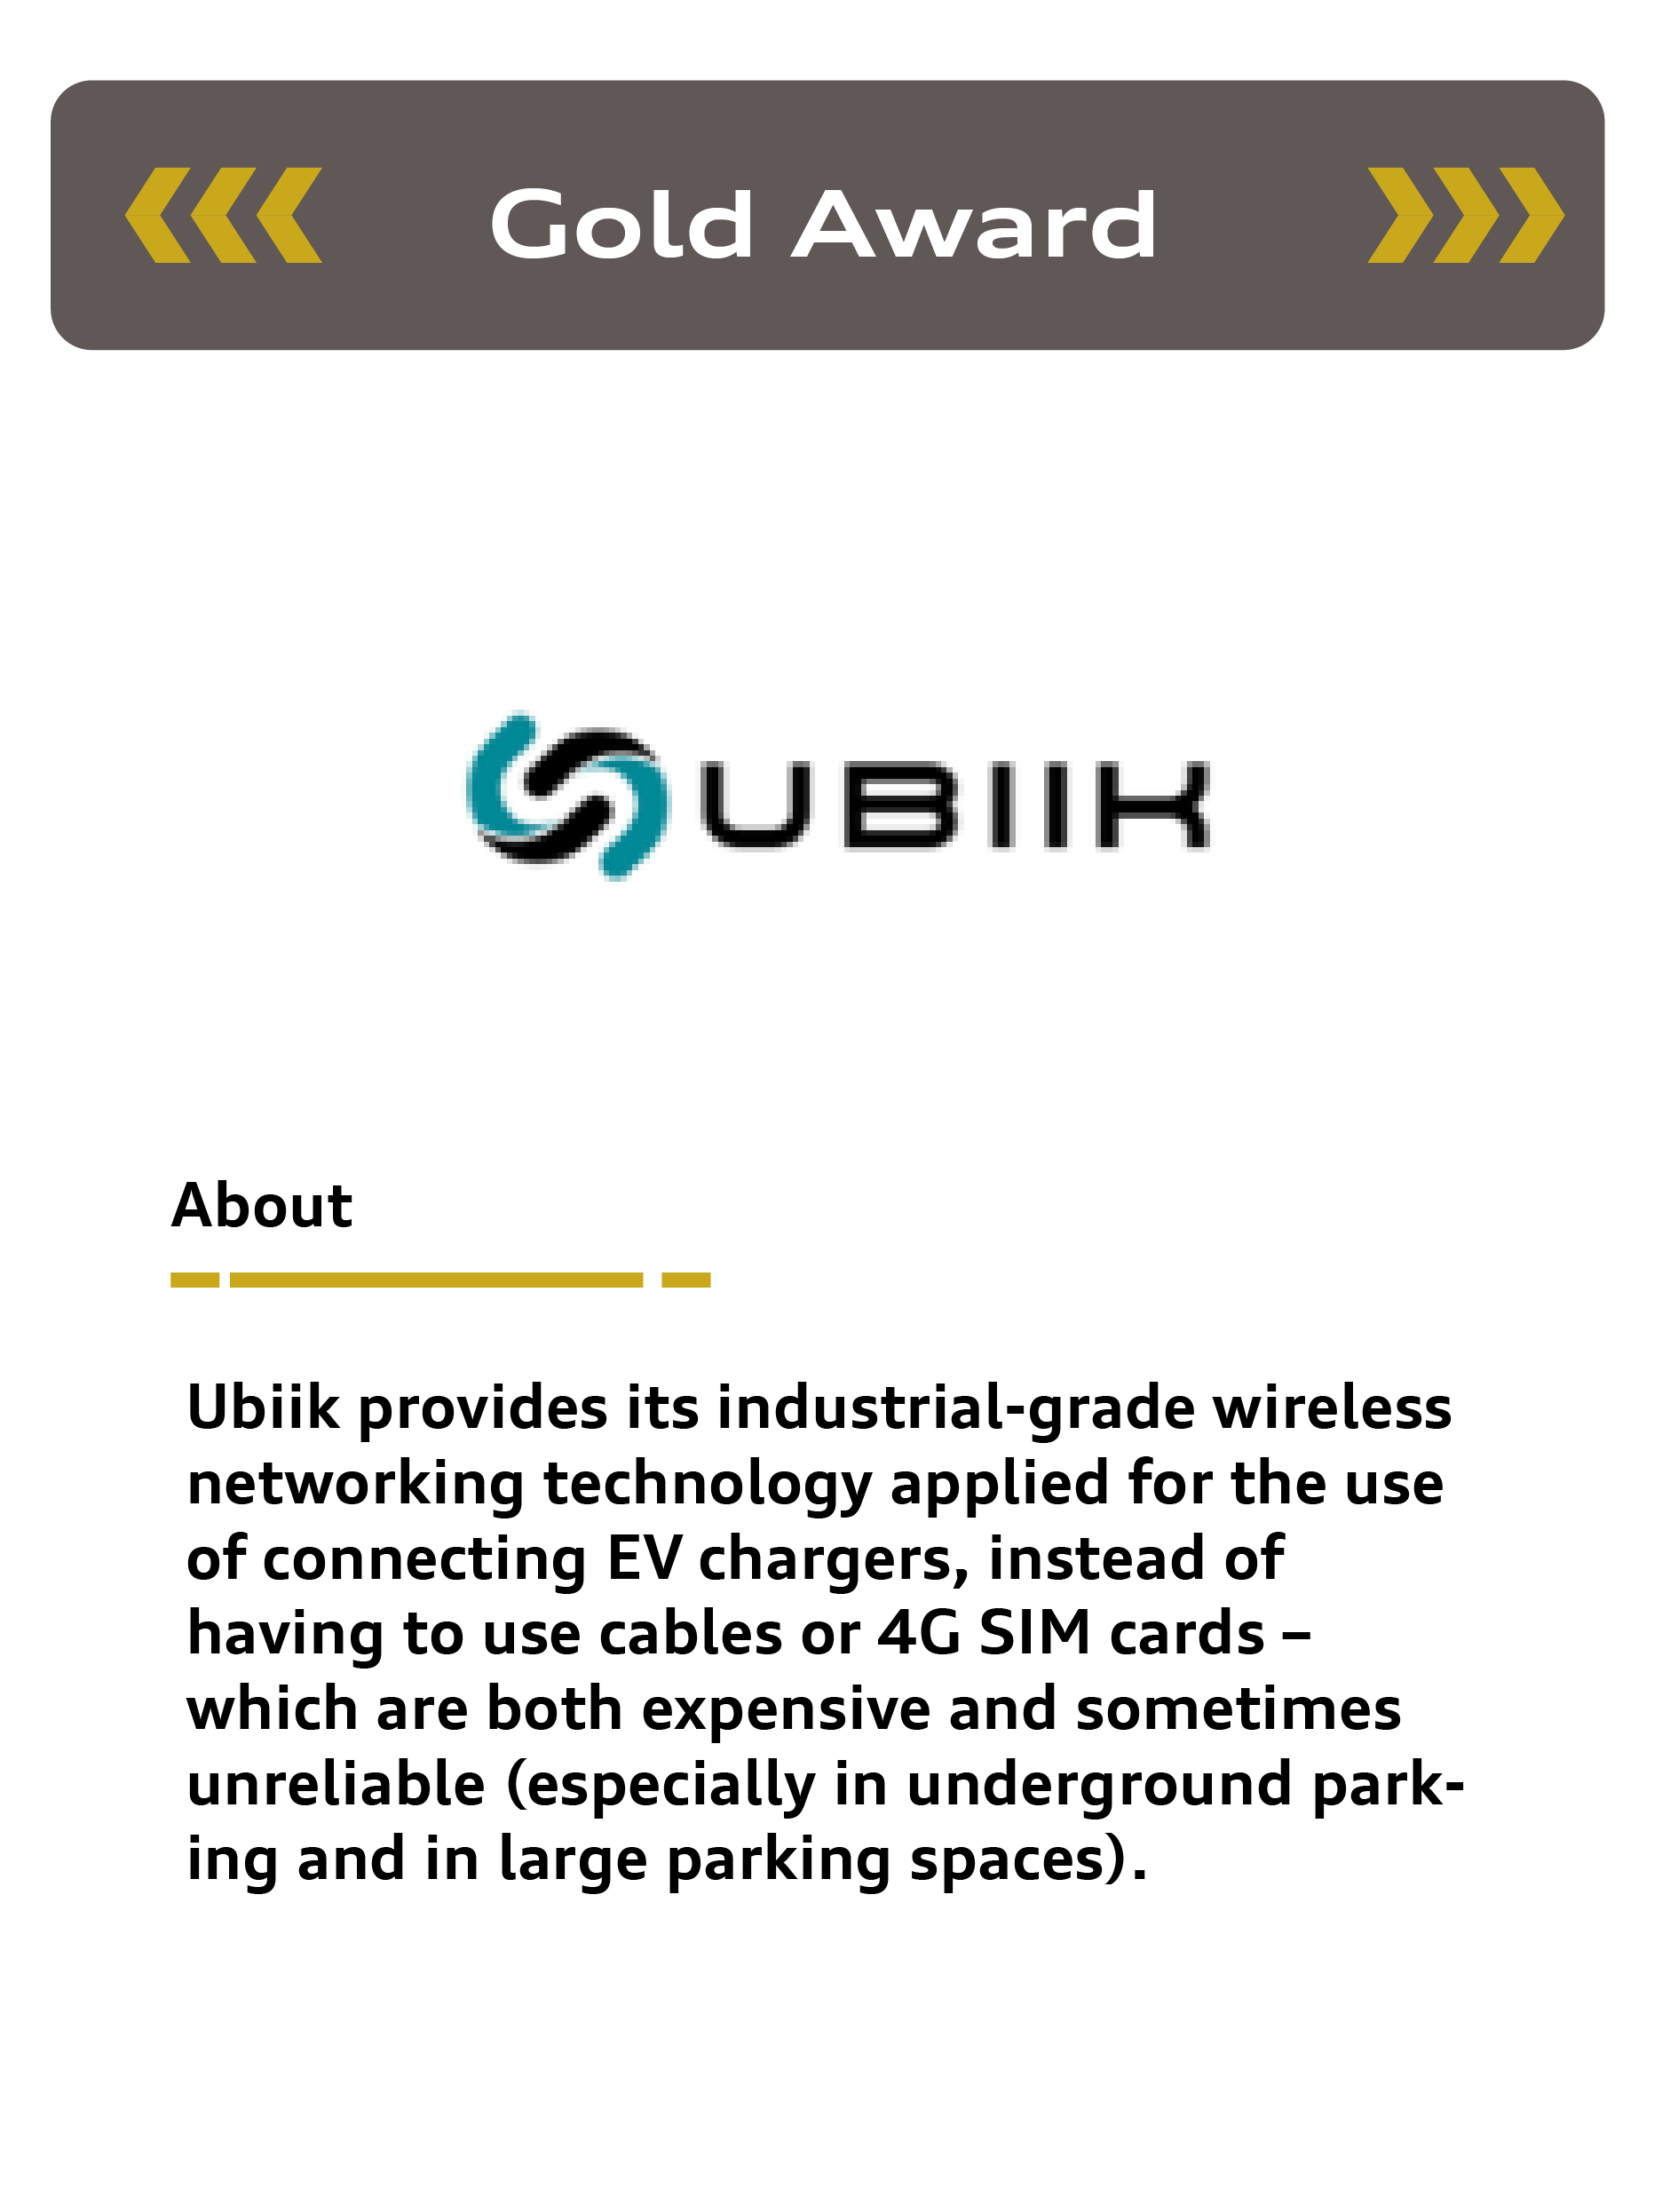 Gold Award
UBIIK
About
Ubiik provides its industrial-grade wireless
networking technology applied for the use
of connecting EV chargers, instead of
having to use cables or 4G SIM cards –
which are both expensive and sometimes
unreliable (especially in underground park-
ing and in large parking spaces).